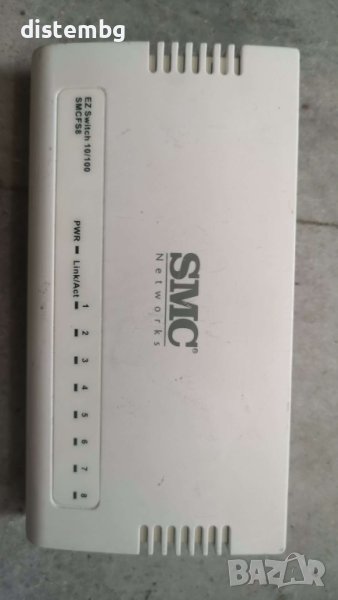 distembg
EZ Switch 10/100
SMCFS8
PWR
Link/Act
1
2
3
4
5
6
7
8
SMC®
Networks
BAZAR